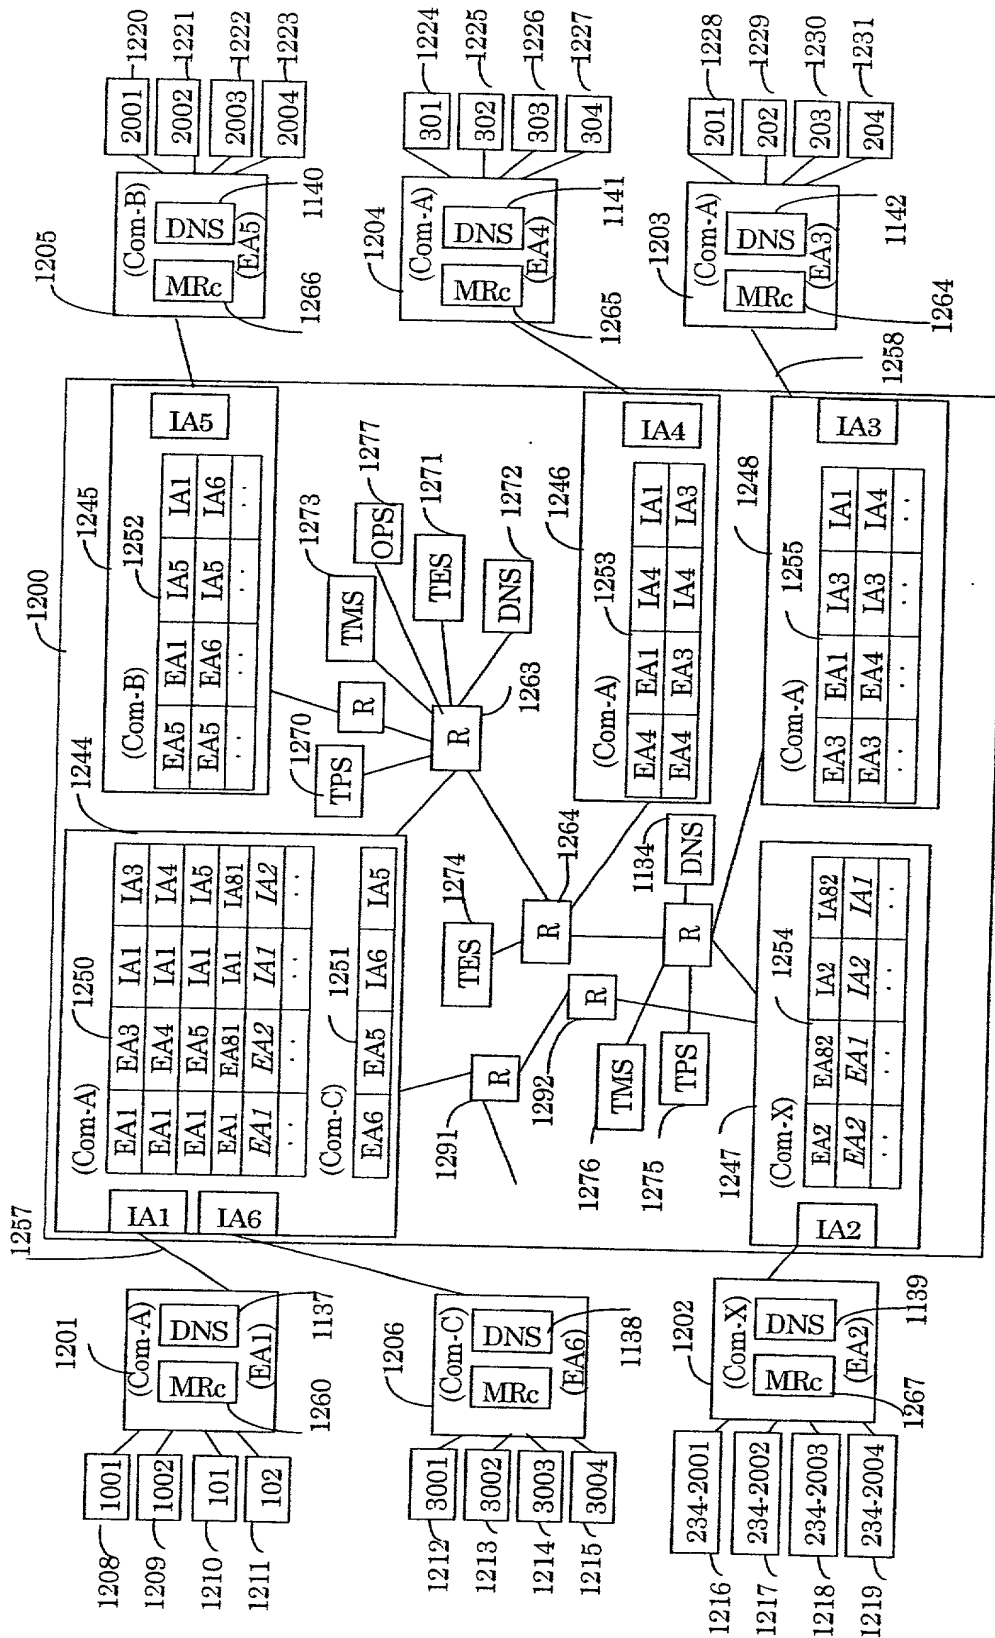 1200
1208 1001
1209 1002
1210 101
1211 102
1201
(Com-A)
MRc DNS
(EA1)
1260 1137
1257
1212 3001
1213 3002
1214 3003
1215 3004
1206
(Com-C)
MRc DNS
(EA6)
1138
1216 234-2001
1217 234-2002
1218 234-2003
1219 234-2004
1202
(Com-X)
MRc DNS
(EA2)
1267 1139
IA1
IA6
(Com-A) 1250 1244
EA1 EA3 IA1 IA3
EA1 EA4 IA1 IA4
EA1 EA5 IA1 IA5
EA1 EA81 IA1 IA81
EA1 EA2 IA1 IA2
. . . . . . . .
(Com-C) 1251
EA6 EA5 IA6 IA5
1245
(Com-B) 1252
EA5 EA1 IA5 IA1
EA5 EA6 IA5 IA6
. . . . . . . .
IA5
1270 TPS
R
1273 TMS
OPS 1277
TES 1271
DNS 1272
R 1263
1274 TES
R 1264
1291 R
R 1292
1134 DNS
R
1276 TMS
1275 TPS
1246
(Com-A) 1253
EA4 EA1 IA4 IA1
EA4 EA3 IA4 IA3
IA4
1247
(Com-X) 1254
EA2 EA82 IA2 IA82
EA2 EA1 IA2 IA1
. . . . . . . .
IA2
1248
(Com-A) 1255
EA3 EA1 IA3 IA1
EA3 EA4 IA3 IA4
. . . . . . . .
IA3
1258
1205
(Com-B)
MRc DNS
(EA5)
1266 1140
2001 1220
2002 1221
2003 1222
2004 1223
1204
(Com-A)
MRc DNS
(EA4)
1265 1141
301 1224
302 1225
303 1226
304 1227
1203
(Com-A)
MRc DNS
(EA3)
1264 1142
201 1228
202 1229
203 1230
204 1231